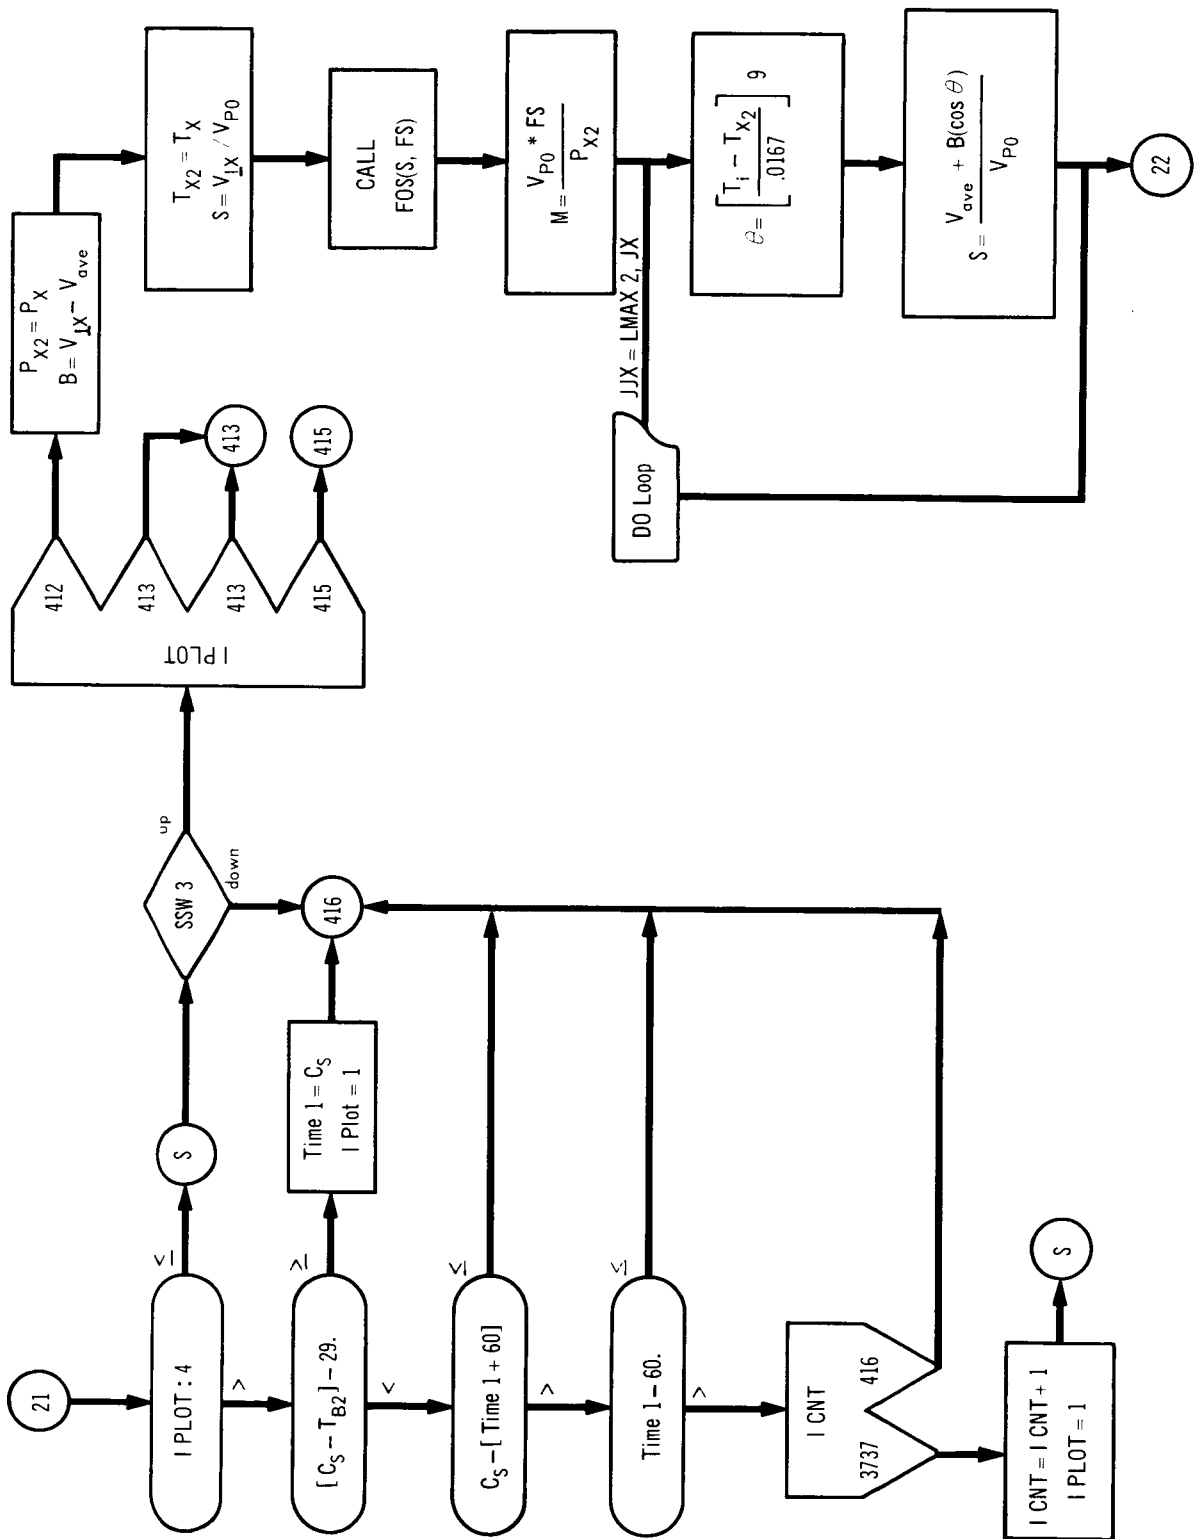 21
I PLOT : 4
≤
>
S
SSW 3
up
down
I PLOT
412
413
413
415
413
415
P_X2 = P_X
B = V_⊥X − V_ave
T_X2 = T_X
S = V_⊥X / V_P0
CALL
FOS(S, FS)
M = V_P0 * FS / P_X2
JJX = LMAX 2, JX
DO Loop
θ = [T_i − T_X2 / .0167] 9
S = V_ave + B(cos θ) / V_P0
22
[C_S − T_B2] − 29.
≥
<
Time 1 = C_S
I Plot = 1
416
C_S − [Time 1 + 60]
≤
>
Time 1 − 60.
≤
>
I CNT
3737
416
I CNT = I CNT + 1
I PLOT = 1
S